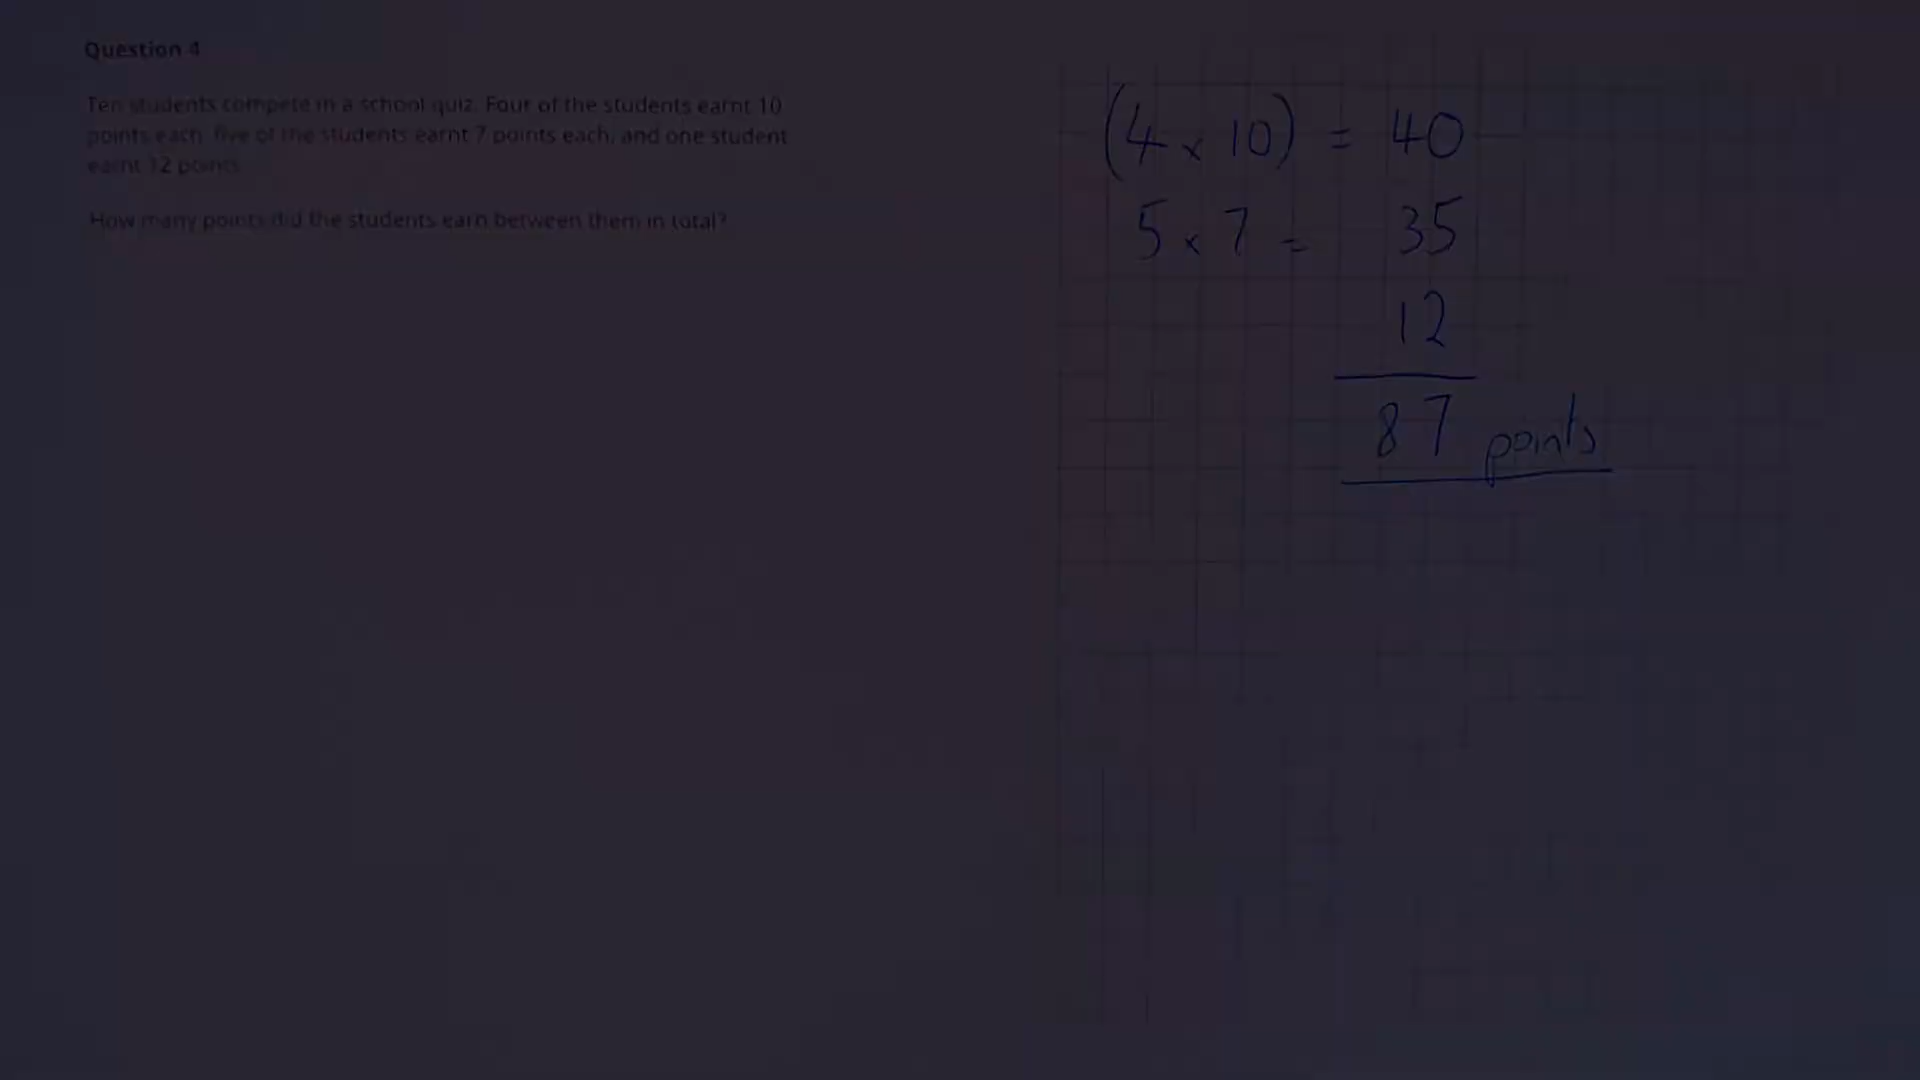 Question 4
Ten students compete in a school quiz. Four of the students earnt 10
points each, five of the students earnt 7 points each, and one student
earnt 12 points.
How many points did the students earn between them in total?
(4 × 10) = 40
5 × 7 = 35
12
87 points